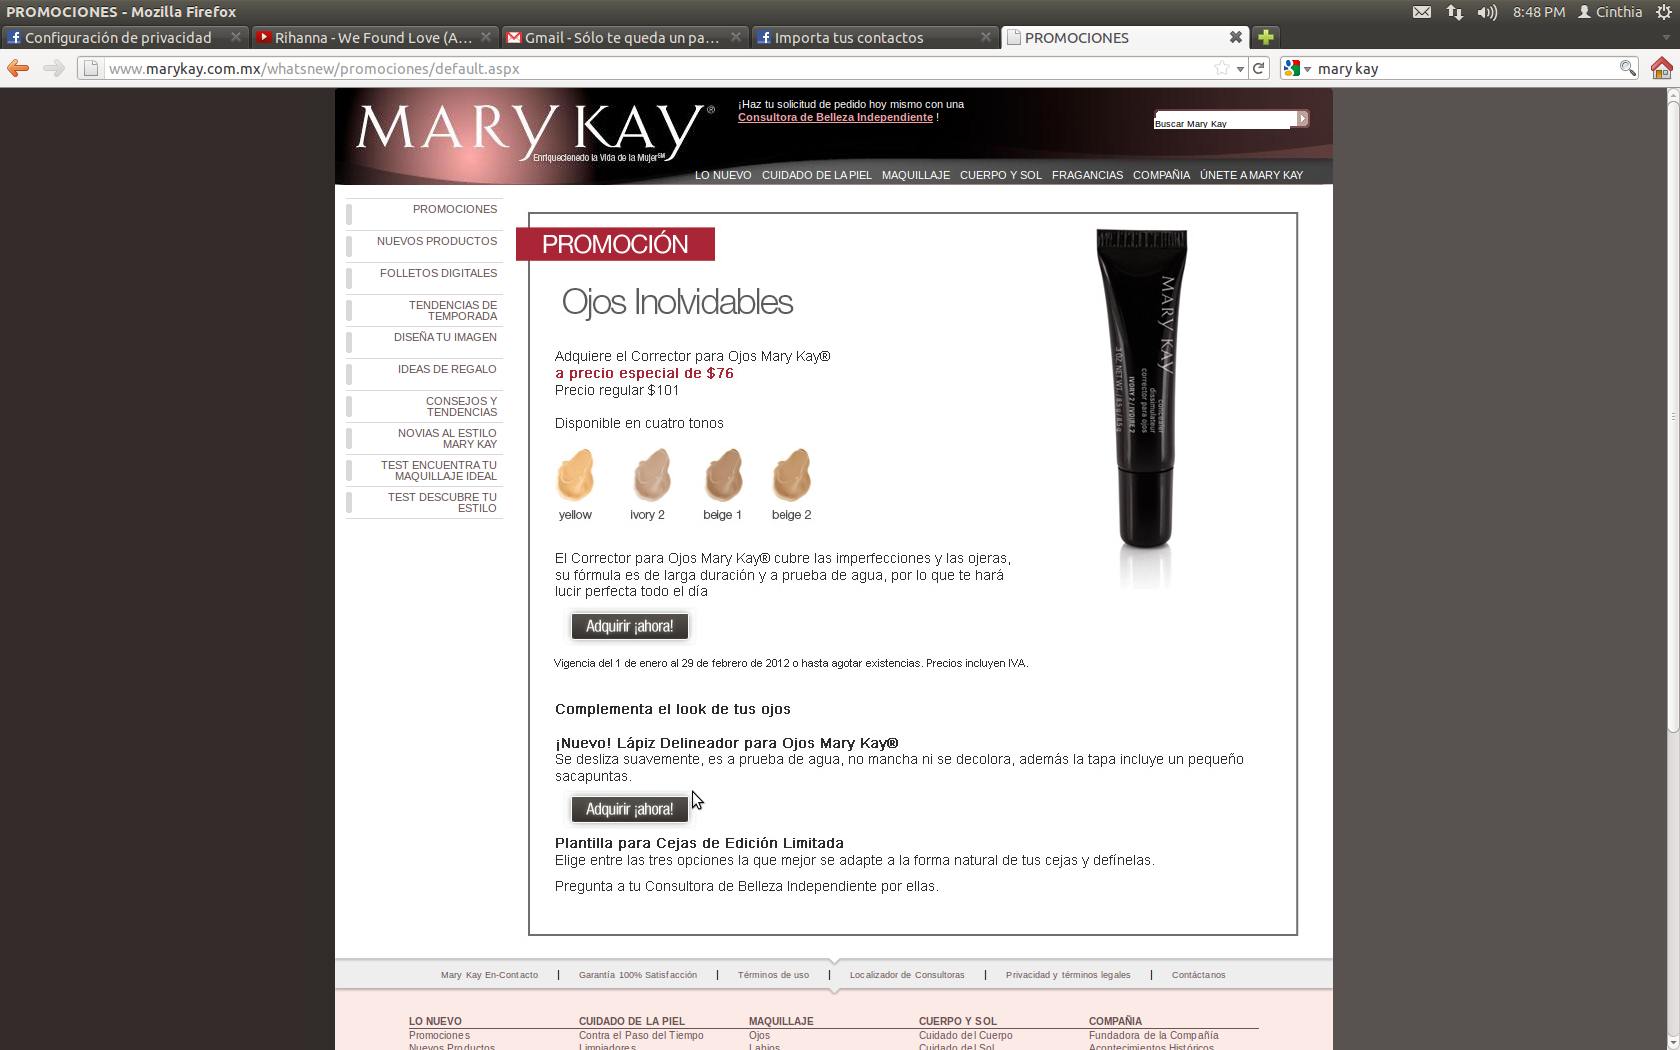 PROMOCIONES - Mozilla Firefox
8:48 PM
Cinthia
Configuración de privacidad
Rihanna - We Found Love (A...
Gmail - Sólo te queda un pa...
Importa tus contactos
PROMOCIONES
www.marykay.com.mx/whatsnew/promociones/default.aspx
mary kay
MARY KAY®
Enriqueciendo la Vida de la Mujer℠
¡Haz tu solicitud de pedido hoy mismo con una
Consultora de Belleza Independiente !
Buscar Mary Kay
LO NUEVO CUIDADO DE LA PIEL MAQUILLAJE CUERPO Y SOL FRAGANCIAS COMPAÑIA ÚNETE A MARY KAY
PROMOCIONES
NUEVOS PRODUCTOS
FOLLETOS DIGITALES
TENDENCIAS DE
TEMPORADA
DISEÑA TU IMAGEN
IDEAS DE REGALO
CONSEJOS Y
TENDENCIAS
NOVIAS AL ESTILO
MARY KAY
TEST ENCUENTRA TU
MAQUILLAJE IDEAL
TEST DESCUBRE TU
ESTILO
PROMOCIÓN
Ojos Inolvidables
Adquiere el Corrector para Ojos Mary Kay®
a precio especial de $76
Precio regular $101
Disponible en cuatro tonos
yellow
ivory 2
beige 1
beige 2
MARY KAY
concealer
dissimulateur
corrector para ojos
IVORY 2 / IVOIRE 2
.3 OZ. NET WT. / 8.5 g
El Corrector para Ojos Mary Kay® cubre las imperfecciones y las ojeras,
su fórmula es de larga duración y a prueba de agua, por lo que te hará
lucir perfecta todo el día
Adquirir ¡ahora!
Vigencia del 1 de enero al 29 de febrero de 2012 o hasta agotar existencias. Precios incluyen IVA.
Complementa el look de tus ojos
¡Nuevo! Lápiz Delineador para Ojos Mary Kay®
Se desliza suavemente, es a prueba de agua, no mancha ni se decolora, además la tapa incluye un pequeño
sacapuntas.
Adquirir ¡ahora!
Plantilla para Cejas de Edición Limitada
Elige entre las tres opciones la que mejor se adapte a la forma natural de tus cejas y defínelas.
Pregunta a tu Consultora de Belleza Independiente por ellas.
Mary Kay En-Contacto | Garantía 100% Satisfacción | Términos de uso | Localizador de Consultoras | Privacidad y términos legales | Contáctanos
LO NUEVO CUIDADO DE LA PIEL MAQUILLAJE CUERPO Y SOL COMPAÑIA
Promociones Contra el Paso del Tiempo Ojos Cuidado del Cuerpo Fundadora de la Compañía
Nuevos Productos Limpiadores Labios Cuidado del Sol Acontecimientos Históricos